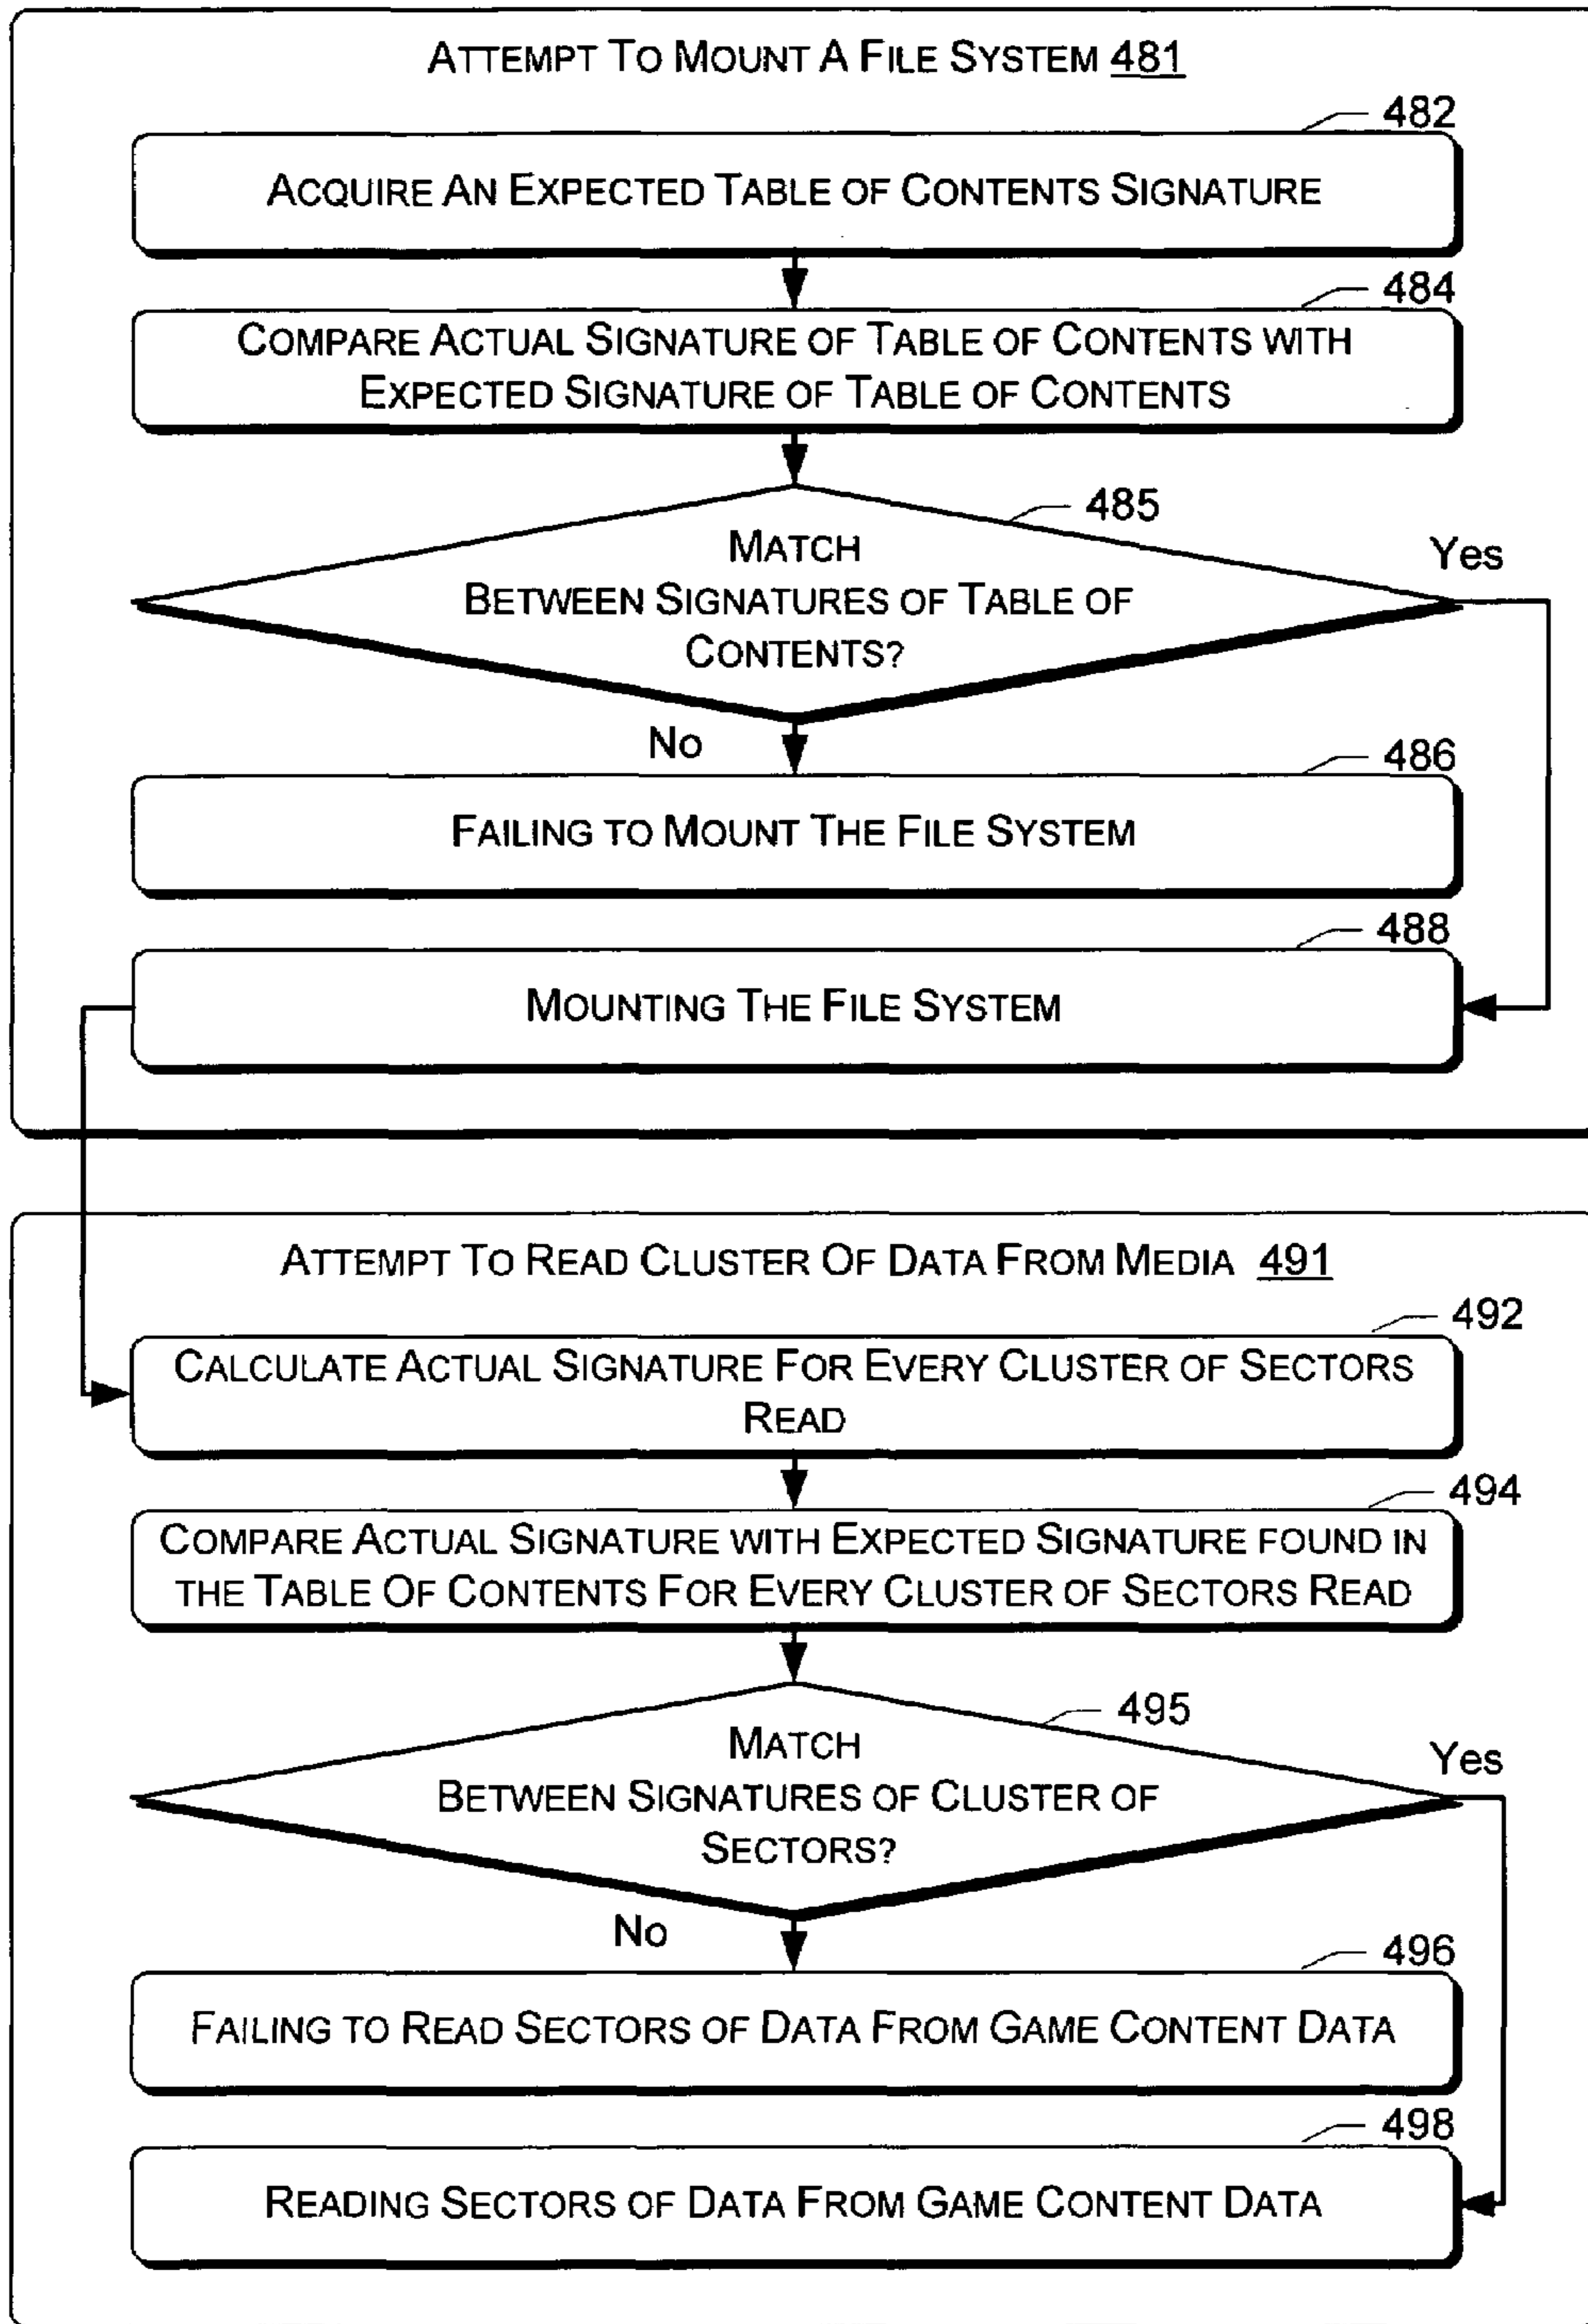 ATTEMPT TO MOUNT A FILE SYSTEM 481
482
ACQUIRE AN EXPECTED TABLE OF CONTENTS SIGNATURE
484
COMPARE ACTUAL SIGNATURE OF TABLE OF CONTENTS WITH
EXPECTED SIGNATURE OF TABLE OF CONTENTS
485
MATCH
Yes
BETWEEN SIGNATURES OF TABLE OF
CONTENTS?
No
486
FAILING TO MOUNT THE FILE SYSTEM
488
MOUNTING THE FILE SYSTEM
ATTEMPT TO READ CLUSTER OF DATA FROM MEDIA 491
492
CALCULATE ACTUAL SIGNATURE FOR EVERY CLUSTER OF SECTORS
READ
494
COMPARE ACTUAL SIGNATURE WITH EXPECTED SIGNATURE FOUND IN
THE TABLE OF CONTENTS FOR EVERY CLUSTER OF SECTORS READ
495
MATCH
Yes
BETWEEN SIGNATURES OF CLUSTER OF
SECTORS?
No
496
FAILING TO READ SECTORS OF DATA FROM GAME CONTENT DATA
498
READING SECTORS OF DATA FROM GAME CONTENT DATA